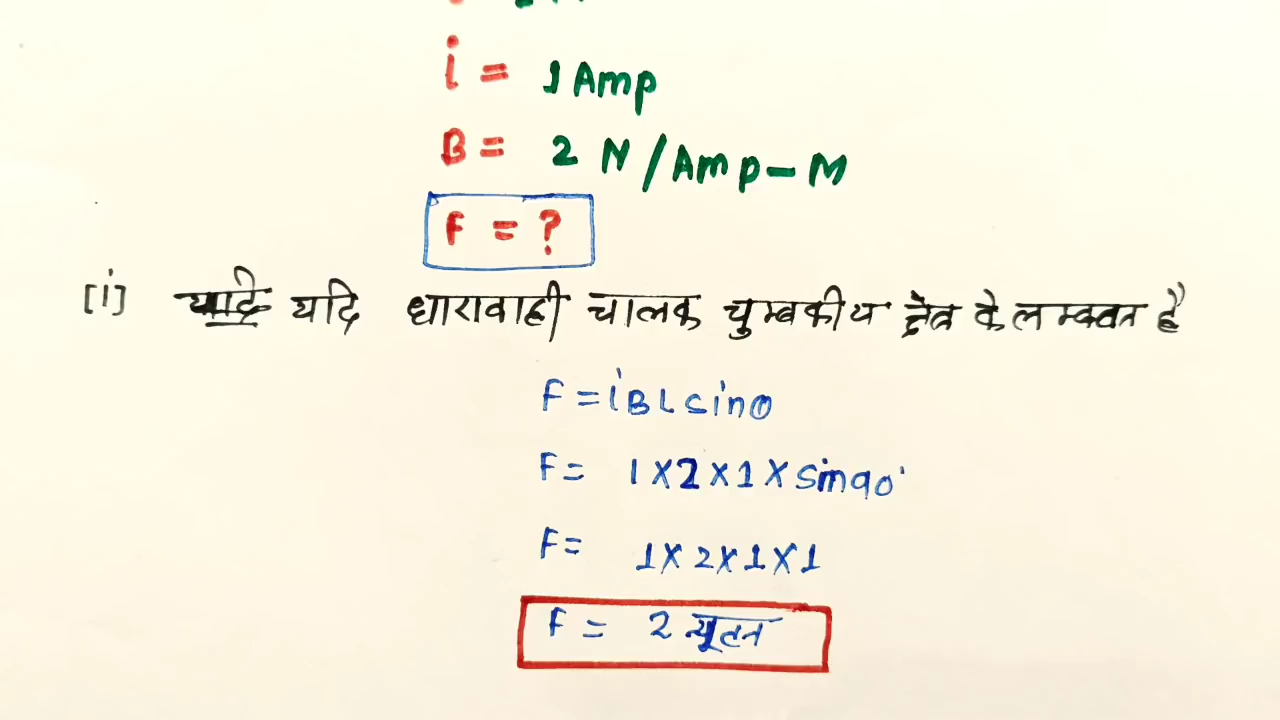 i = 1 Amp
B = 2 N/Amp-M
F = ?
[i] यदि यदि धारावाही चालक चुम्बकीय क्षेत्र के लम्बवत है
F = iBLsinθ
F = 1×2×1×Sin90°
F = 1×2×1×1
F = 2 न्यूटन